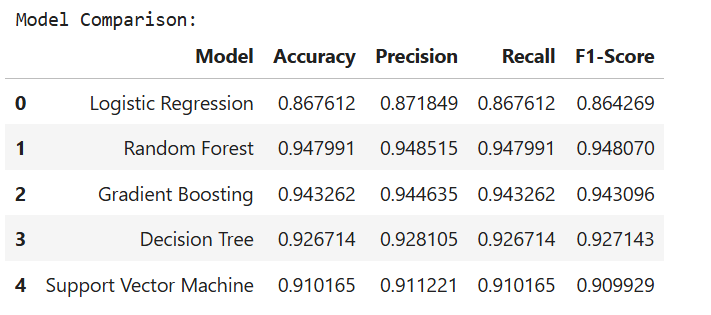 Model Comparison:
Model Accuracy Precision Recall F1-Score
0 Logistic Regression 0.867612 0.871849 0.867612 0.864269
1 Random Forest 0.947991 0.948515 0.947991 0.948070
2 Gradient Boosting 0.943262 0.944635 0.943262 0.943096
3 Decision Tree 0.926714 0.928105 0.926714 0.927143
4 Support Vector Machine 0.910165 0.911221 0.910165 0.909929